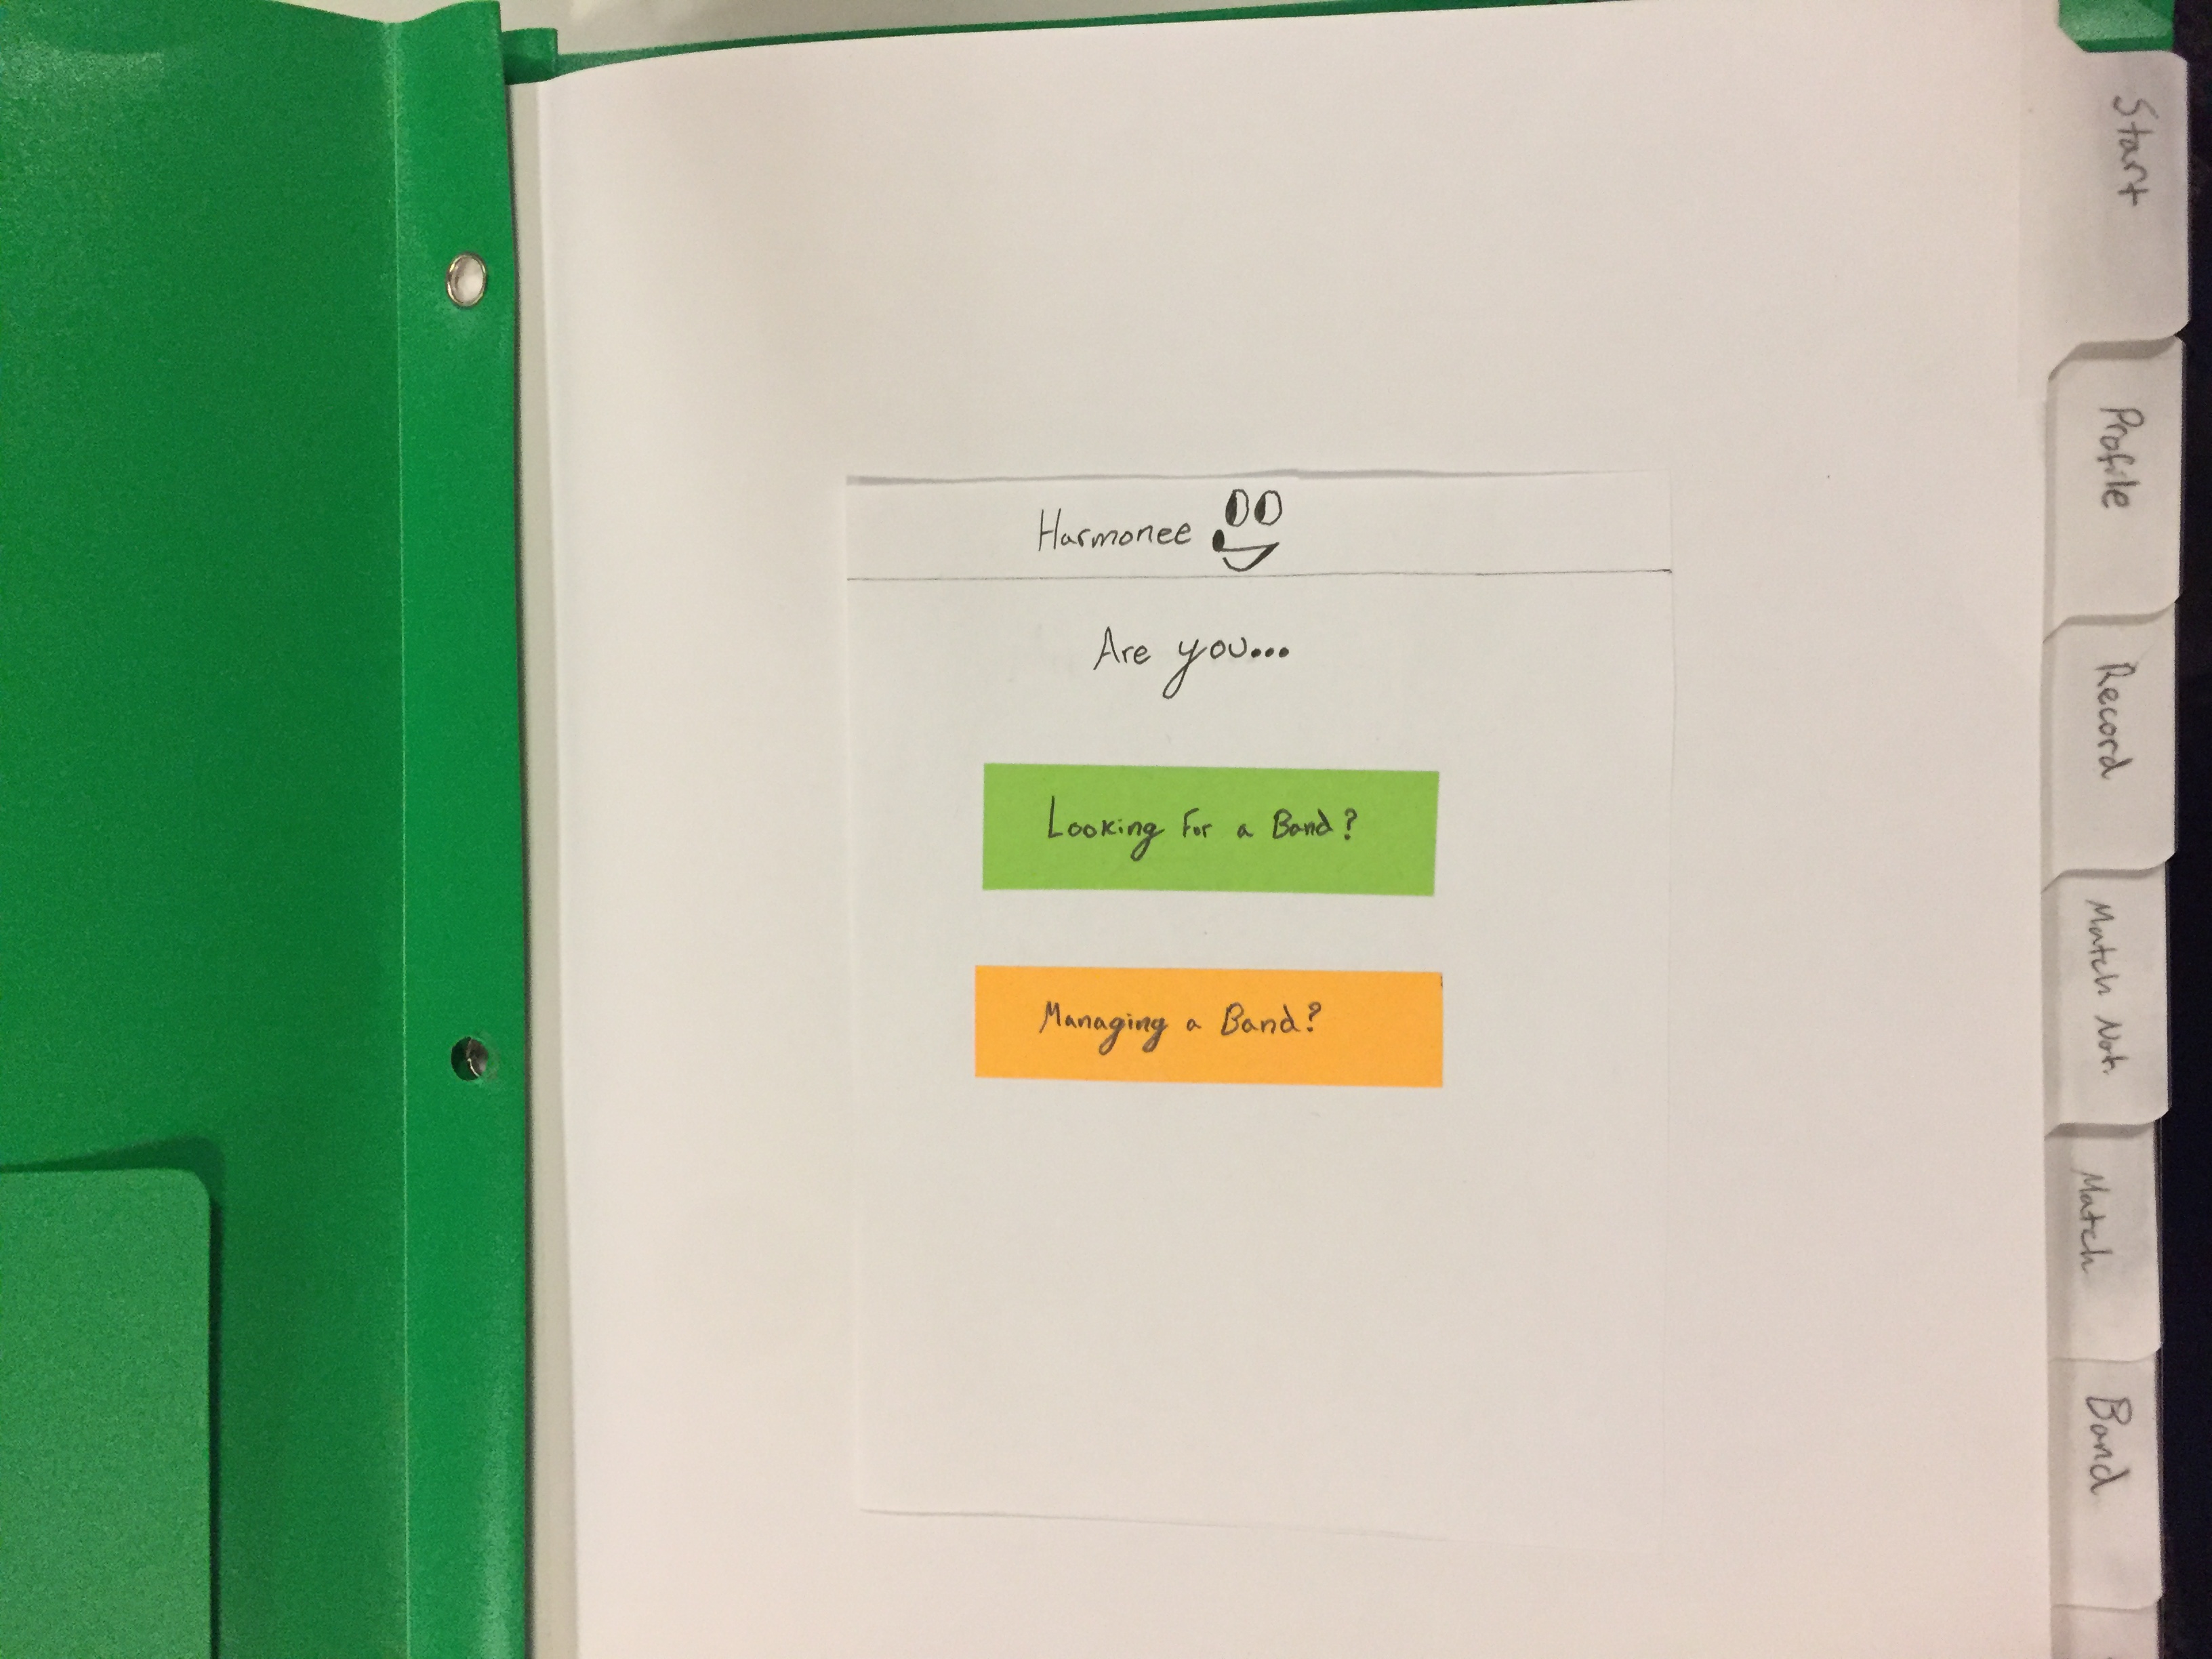 Harmonee
Are you...
Looking For a Band?
Managing a Band?
Start
Profile
Record
Match Not.
Match
Band